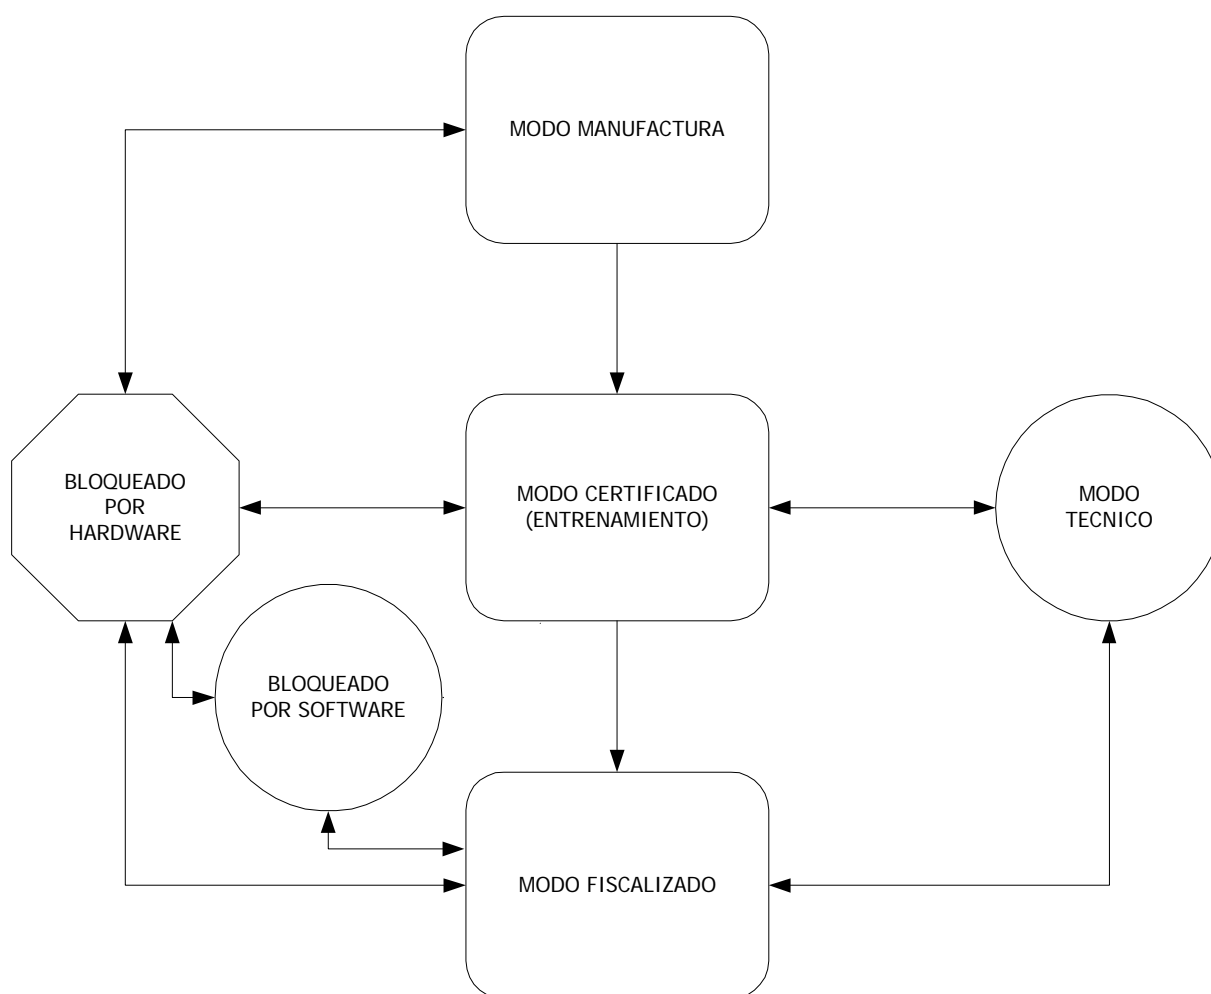 MODO MANUFACTURA
BLOQUEADO
POR
HARDWARE
MODO CERTIFICADO
(ENTRENAMIENTO)
MODO
TECNICO
BLOQUEADO
POR SOFTWARE
MODO FISCALIZADO